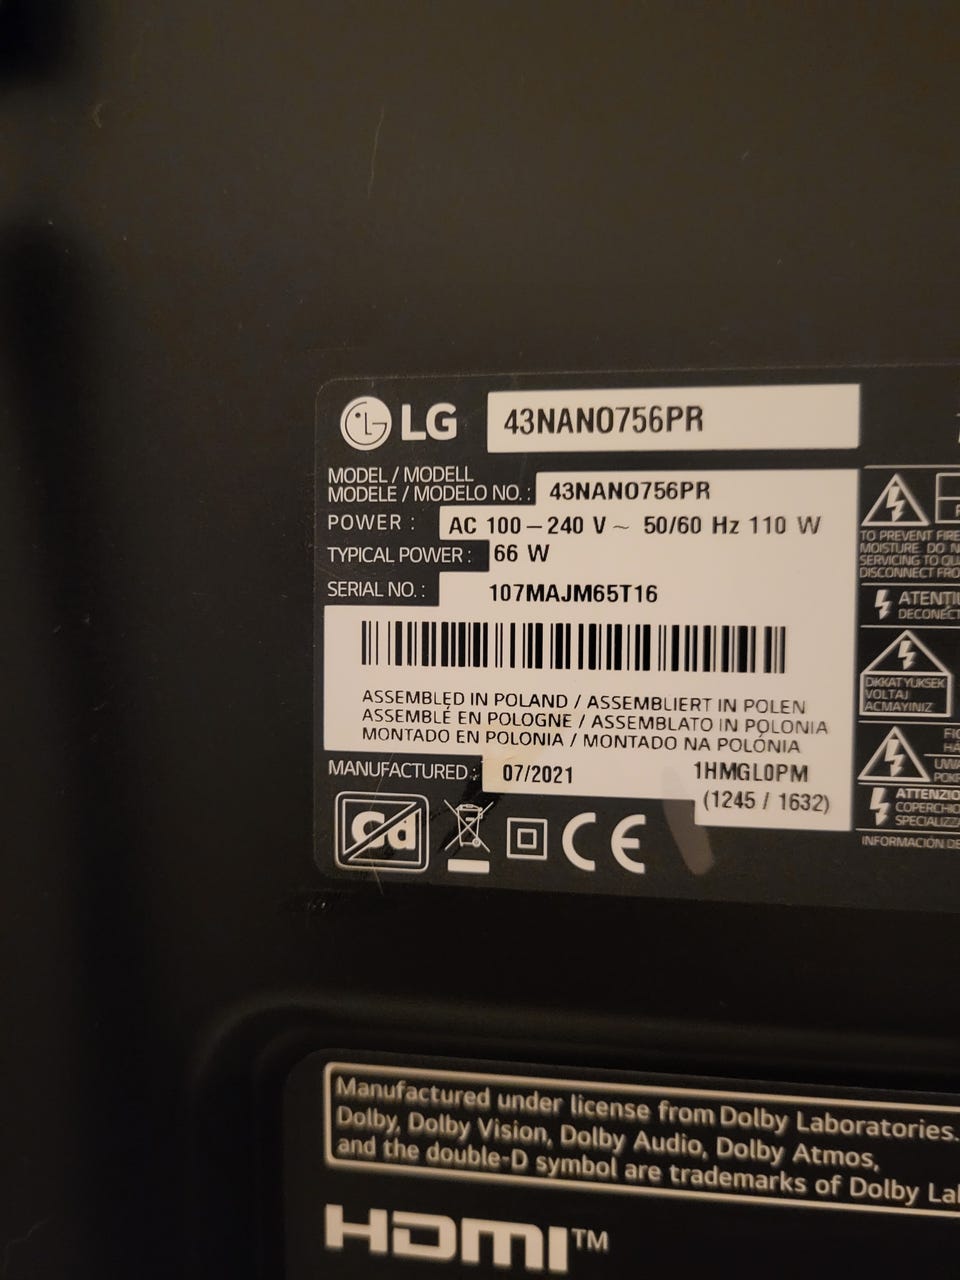 LG 43NANO756PR
MODEL / MODELL
MODELE / MODELO NO. : 43NANO756PR
POWER : AC 100 – 240 V ~ 50/60 Hz 110 W
TYPICAL POWER : 66 W
SERIAL NO. : 107MAJM65T16
ASSEMBLED IN POLAND / ASSEMBLIERT IN POLEN
ASSEMBLÉ EN POLOGNE / ASSEMBLATO IN POLONIA
MONTADO EN POLONIA / MONTADO NA POLÓNIA
MANUFACTURED : 07/2021 1HMGL0PM
(1245 / 1632)
Cd
CE
TO PREVENT FIRE
MOISTURE. DO N
SERVICING TO QU
DISCONNECT FRO
ATENŢIU
DECONECT
DIKKAT YUKSEK
VOLTAJ
ACMAYINIZ
ATTENZIO
COPERCHIO
SPECIALIZZA
INFORMACIÓN DE
Manufactured under license from Dolby Laboratories.
Dolby, Dolby Vision, Dolby Audio, Dolby Atmos,
and the double-D symbol are trademarks of Dolby La
HDMI™